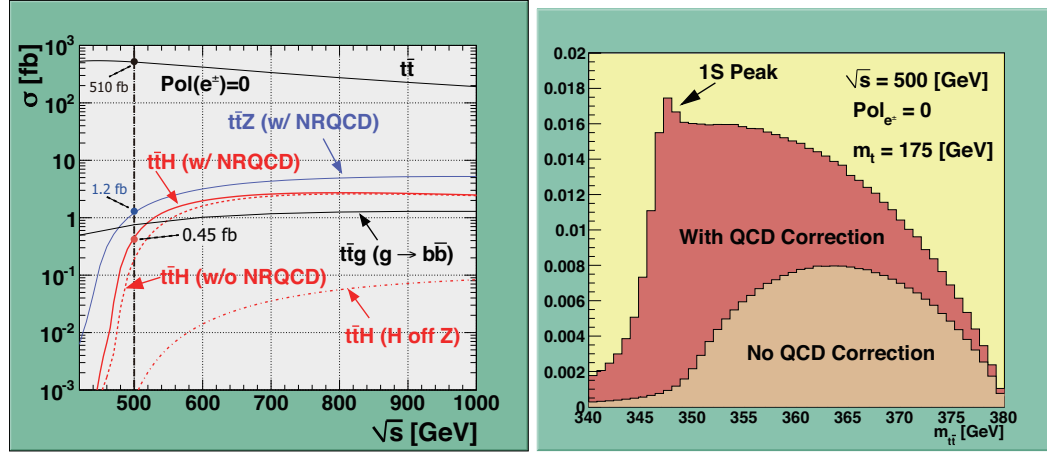 σ [fb]
10³
10²
10
1
10⁻¹
10⁻²
10⁻³
510 fb
Pol(e±)=0
tt̄
tt̄Z (w/ NRQCD)
tt̄H (w/ NRQCD)
1.2 fb
0.45 fb
tt̄g (g → bb̄)
tt̄H (w/o NRQCD)
tt̄H (H off Z)
500
600
700
800
900
1000
√s [GeV]
0.02
0.018
0.016
0.014
0.012
0.01
0.008
0.006
0.004
0.002
0
1S Peak
√s = 500 [GeV]
Pol e± = 0
mt = 175 [GeV]
With QCD Correction
No QCD Correction
340
345
350
355
360
365
370
375
380
m tt̄ [GeV]